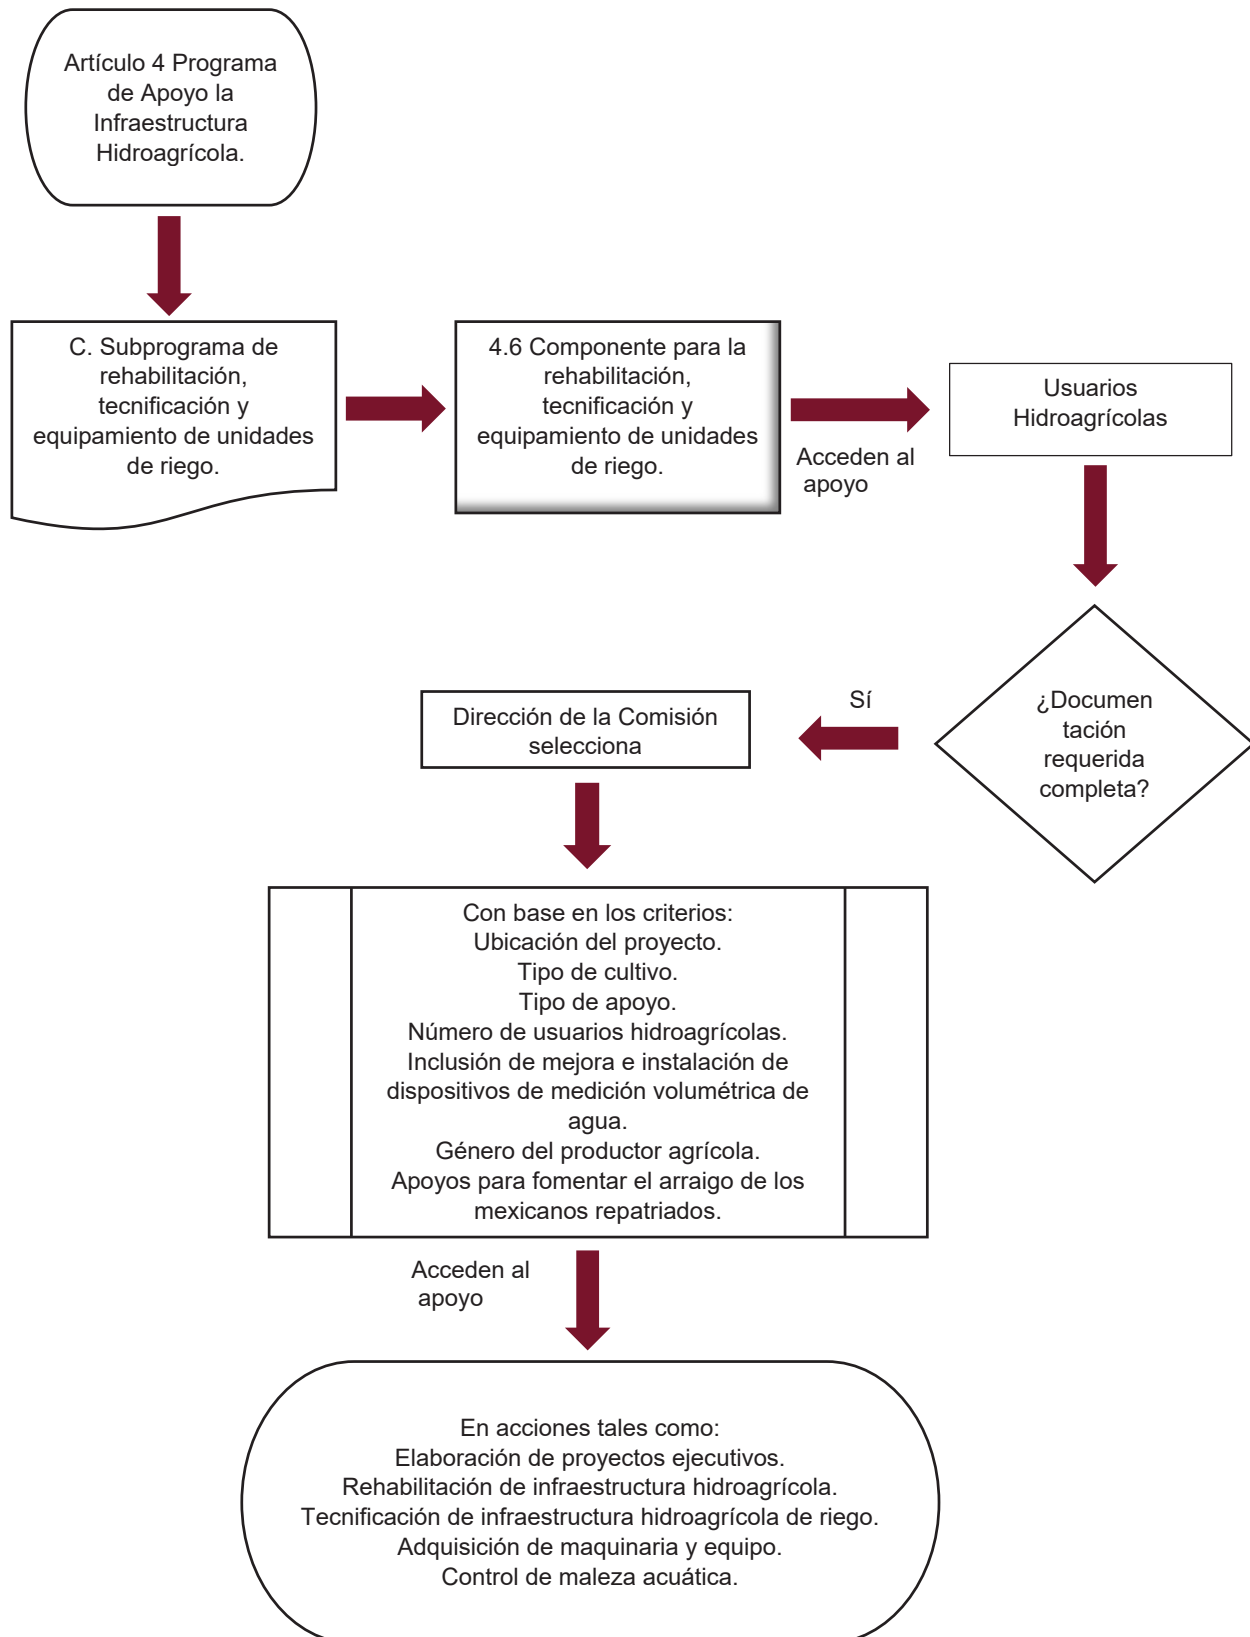 Artículo 4 Programa
de Apoyo la
Infraestructura
Hidroagrícola.
C. Subprograma de
rehabilitación,
tecnificación y
equipamiento de unidades
de riego.
4.6 Componente para la
rehabilitación,
tecnificación y
equipamiento de unidades
de riego.
Acceden al
apoyo
Usuarios
Hidroagrícolas
¿Documen
tación
requerida
completa?
Sí
Dirección de la Comisión
selecciona
Con base en los criterios:
Ubicación del proyecto.
Tipo de cultivo.
Tipo de apoyo.
Número de usuarios hidroagrícolas.
Inclusión de mejora e instalación de
dispositivos de medición volumétrica de
agua.
Género del productor agrícola.
Apoyos para fomentar el arraigo de los
mexicanos repatriados.
Acceden al
apoyo
En acciones tales como:
Elaboración de proyectos ejecutivos.
Rehabilitación de infraestructura hidroagrícola.
Tecnificación de infraestructura hidroagrícola de riego.
Adquisición de maquinaria y equipo.
Control de maleza acuática.